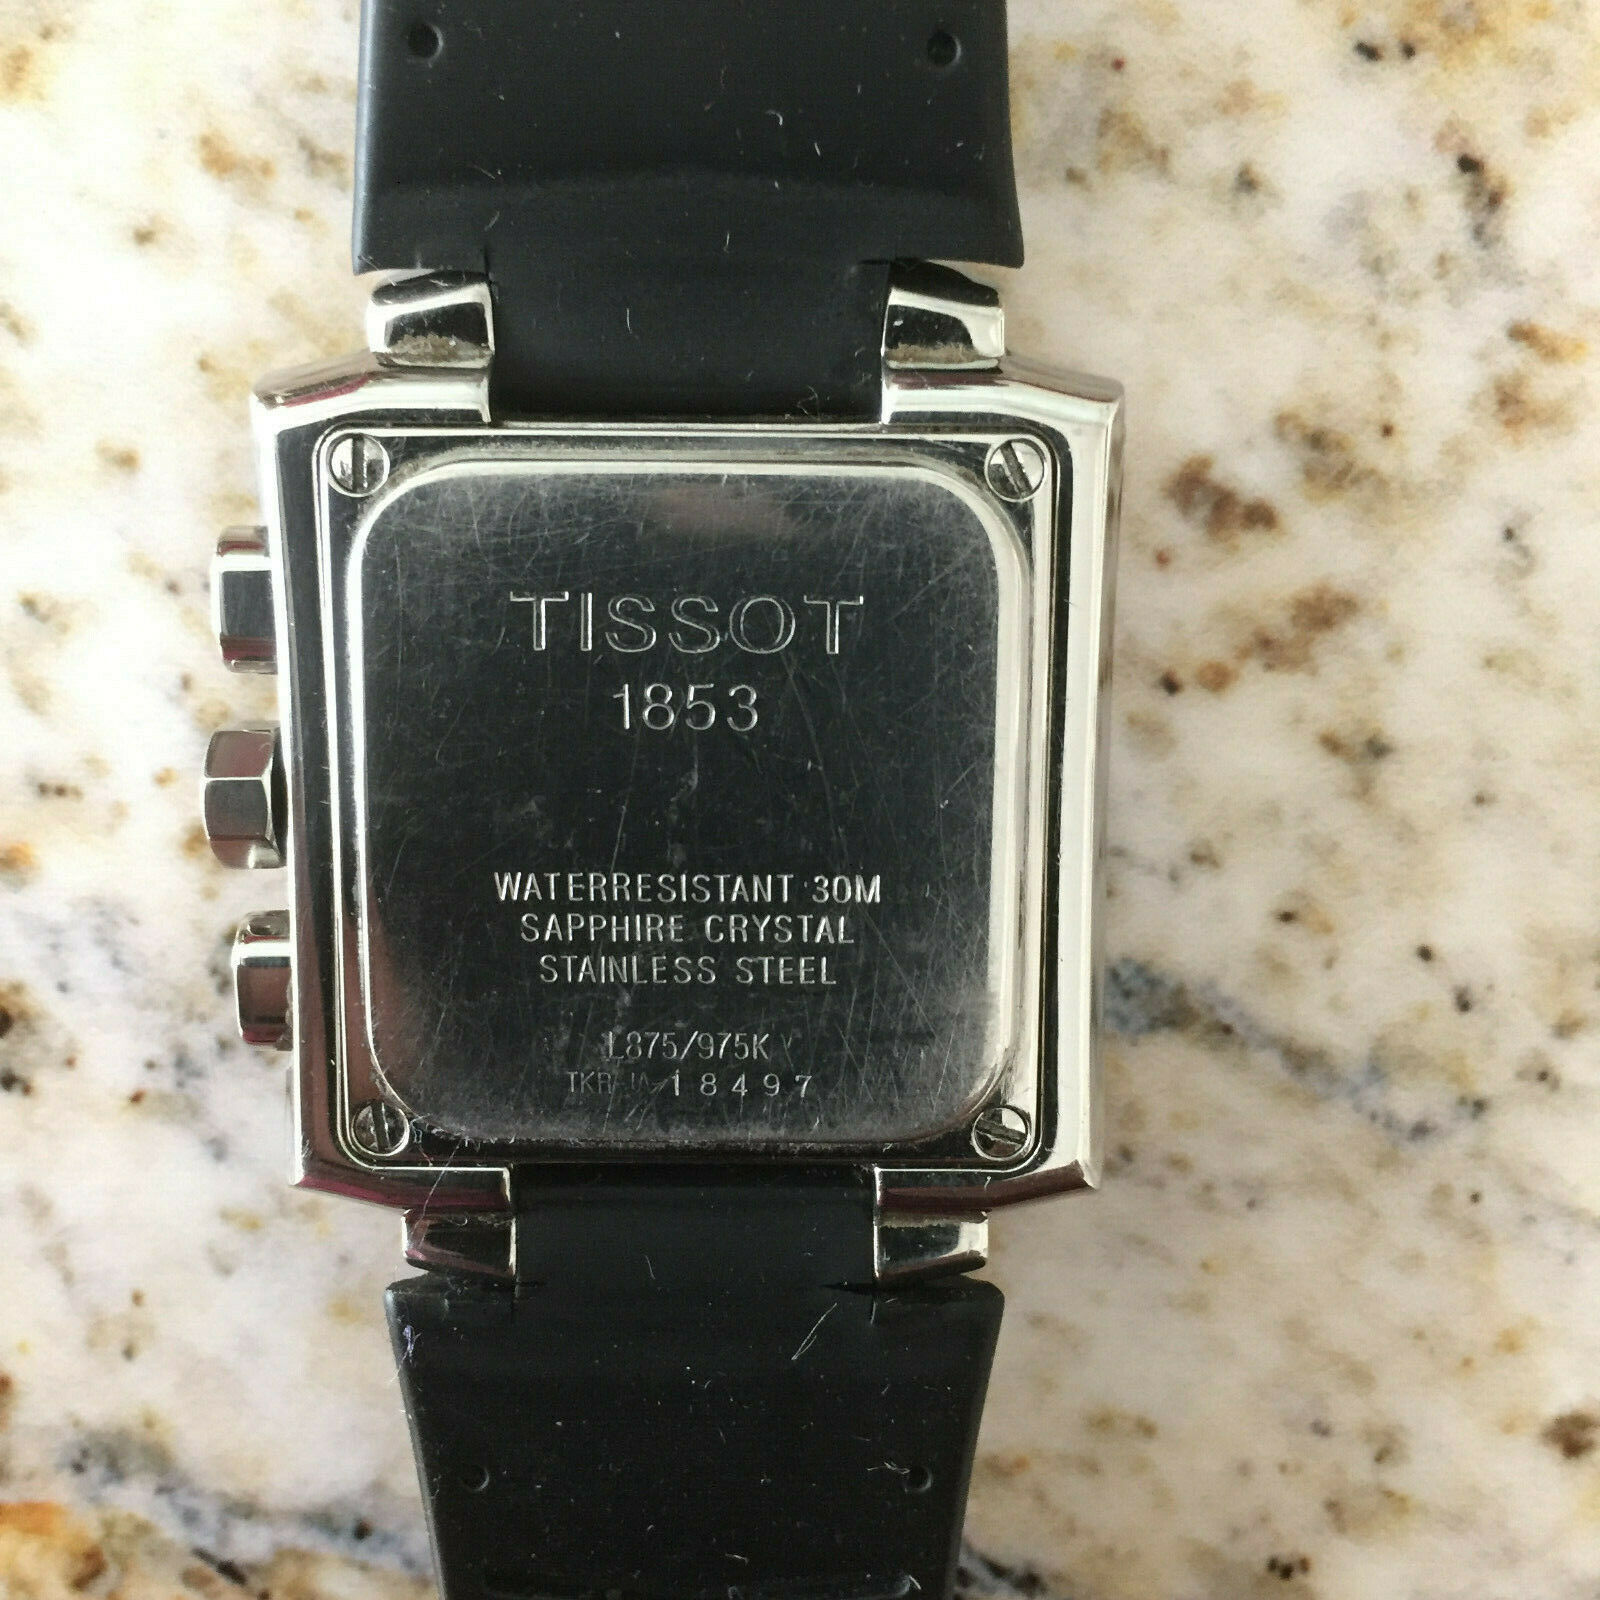 TISSOT
1853
WATERRESISTANT 30M
SAPPHIRE CRYSTAL
STAINLESS STEEL
L875/975K
18497